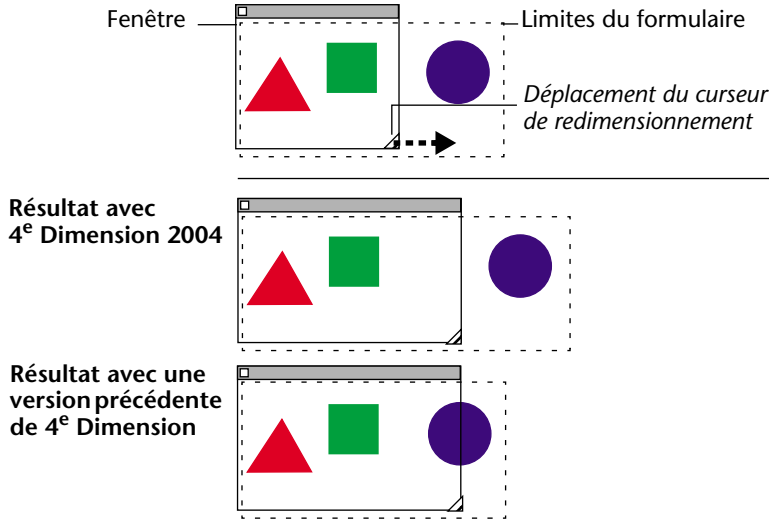 Fenêtre
Limites du formulaire
Déplacement du curseur
de redimensionnement
Résultat avec
4e Dimension 2004
Résultat avec une
version précédente
de 4e Dimension